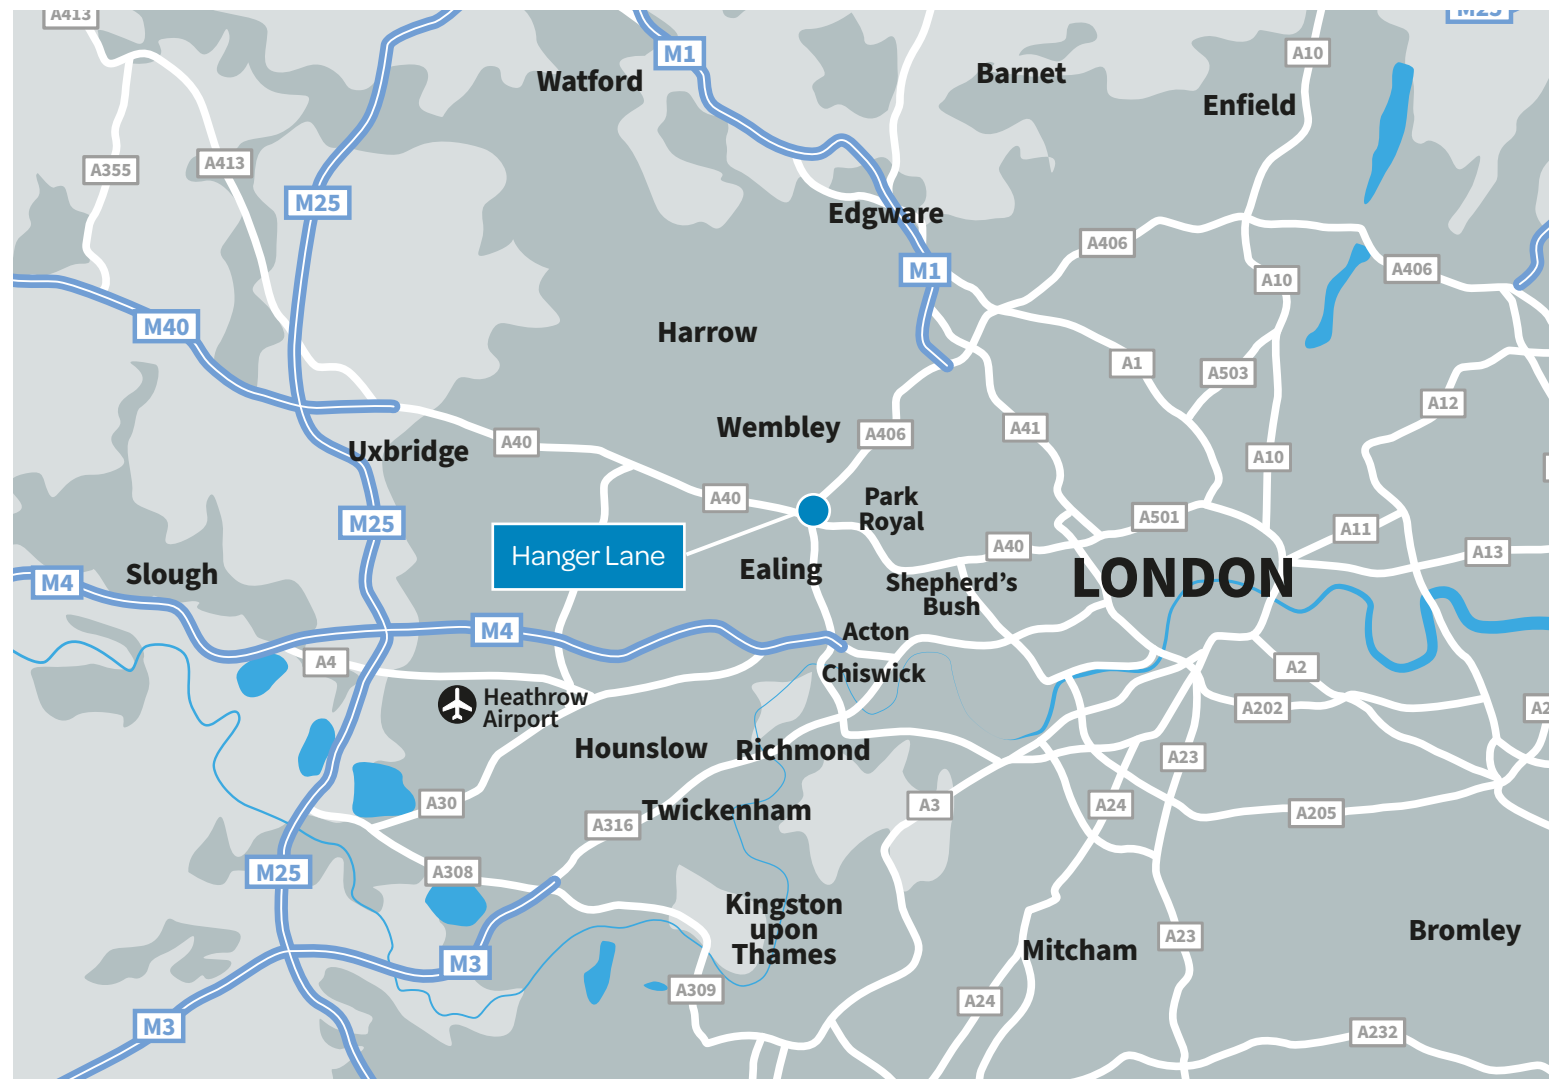 A413
M25
M1
A10
Watford
Barnet
Enfield
A355
A413
M25
Edgware
A406
M1
A406
A10
M40
Harrow
A1
A503
A12
Wembley
A406
A41
A40
Uxbridge
A10
A40
Park
Royal
M25
A501
A11
Hanger Lane
A40
A13
Ealing
LONDON
Slough
M4
Shepherd's
Bush
M4
Acton
A4
A2
Chiswick
Heathrow
Airport
A202
Hounslow
Richmond
A23
A30
Twickenham
A3
A24
A205
A316
M25
A308
Kingston
upon
Thames
Bromley
A23
Mitcham
M3
A309
A24
M3
A232